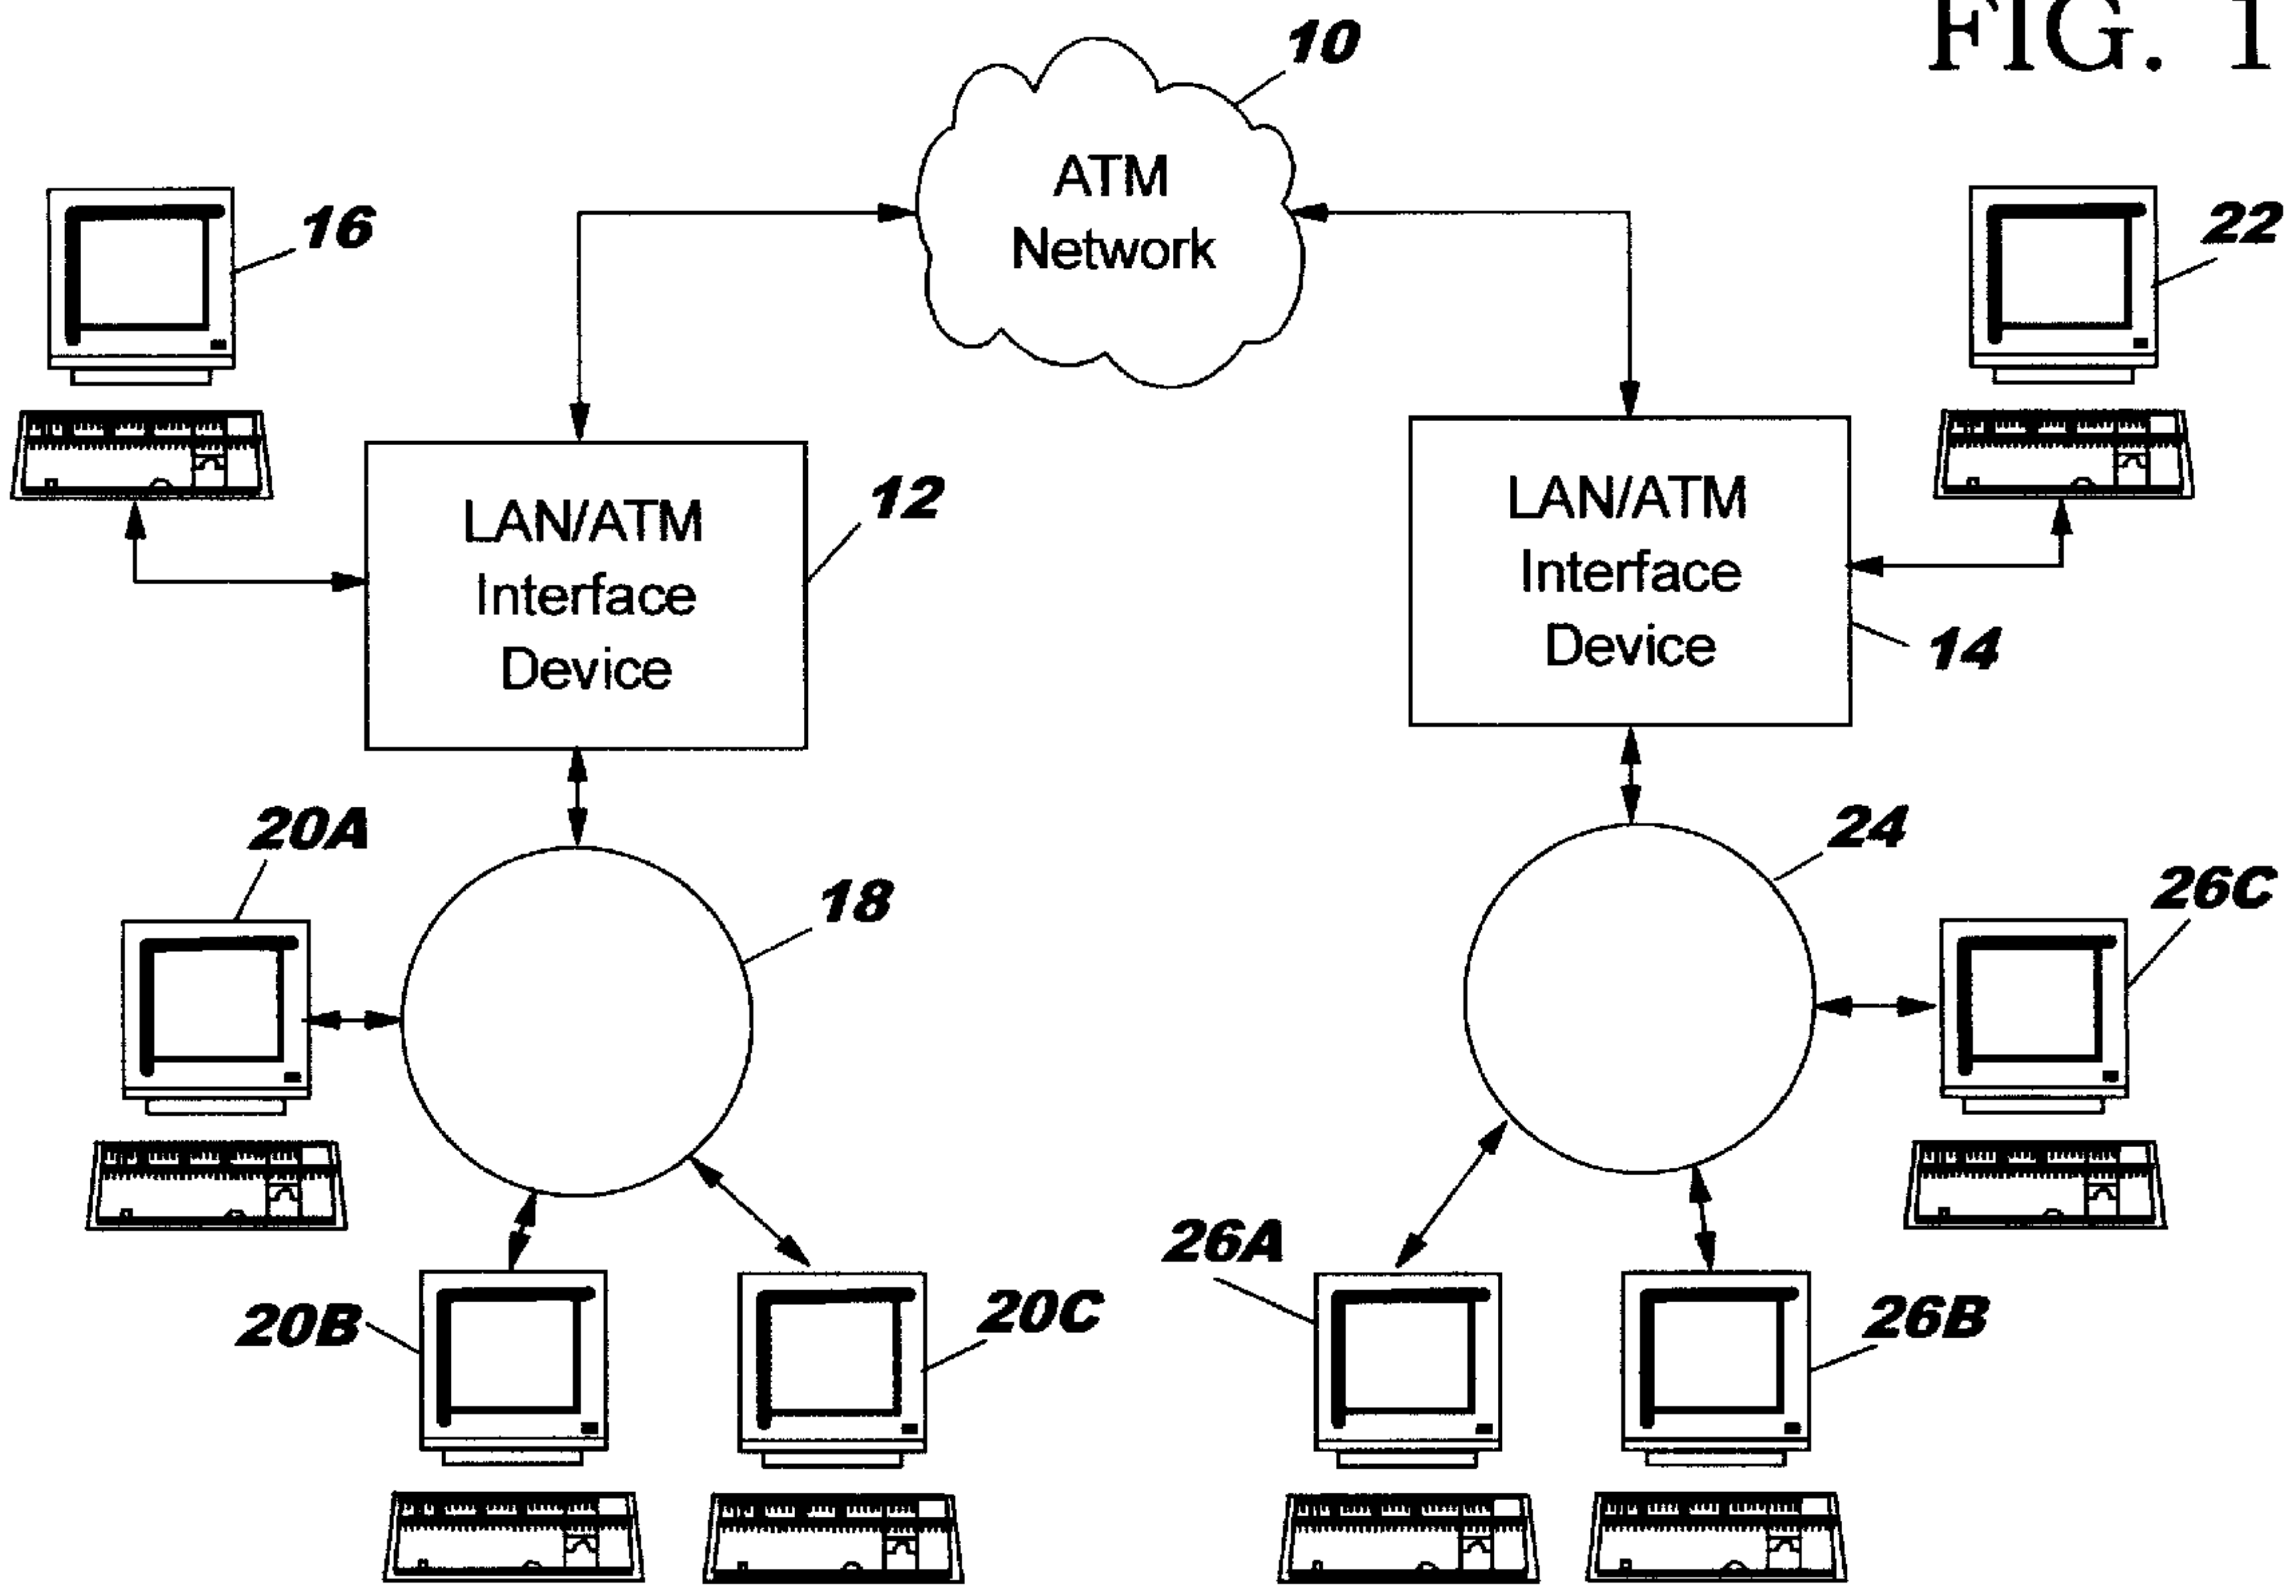 FIG. 1
10
ATM
Network
16
22
12
LAN/ATM
Interface
Device
LAN/ATM
Interface
Device
14
20A
18
24
26C
20B
20C
26A
26B